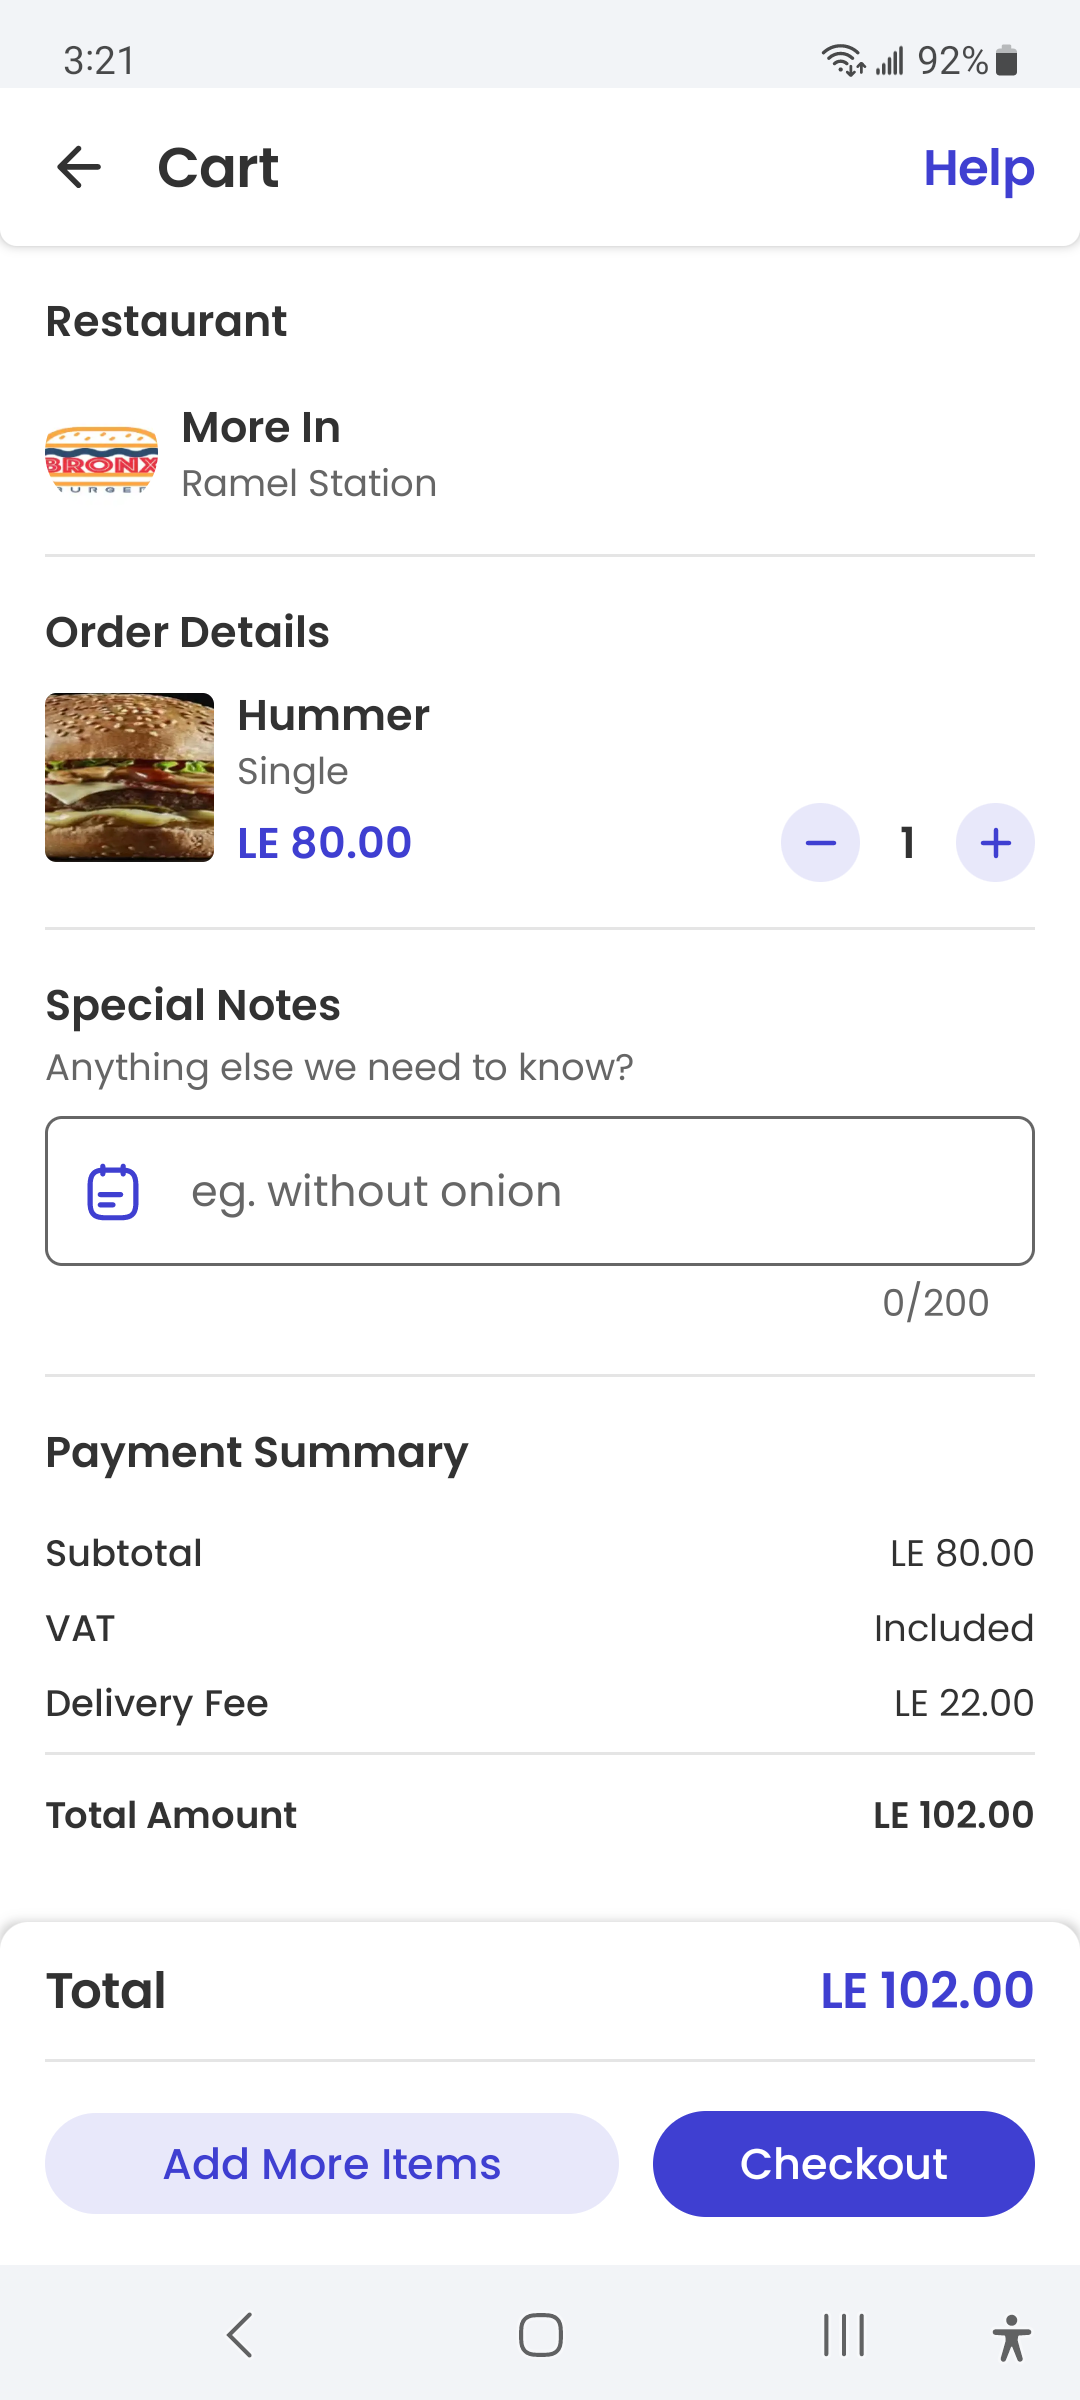 3:21
92%
Cart
Help
Restaurant
BRONX
BURGER
More In
Ramel Station
Order Details
Hummer
Single
LE 80.00
1
Special Notes
Anything else we need to know?
eg. without onion
0/200
Payment Summary
Subtotal LE 80.00
VAT Included
Delivery Fee LE 22.00
Total Amount LE 102.00
Total LE 102.00
Add More Items
Checkout